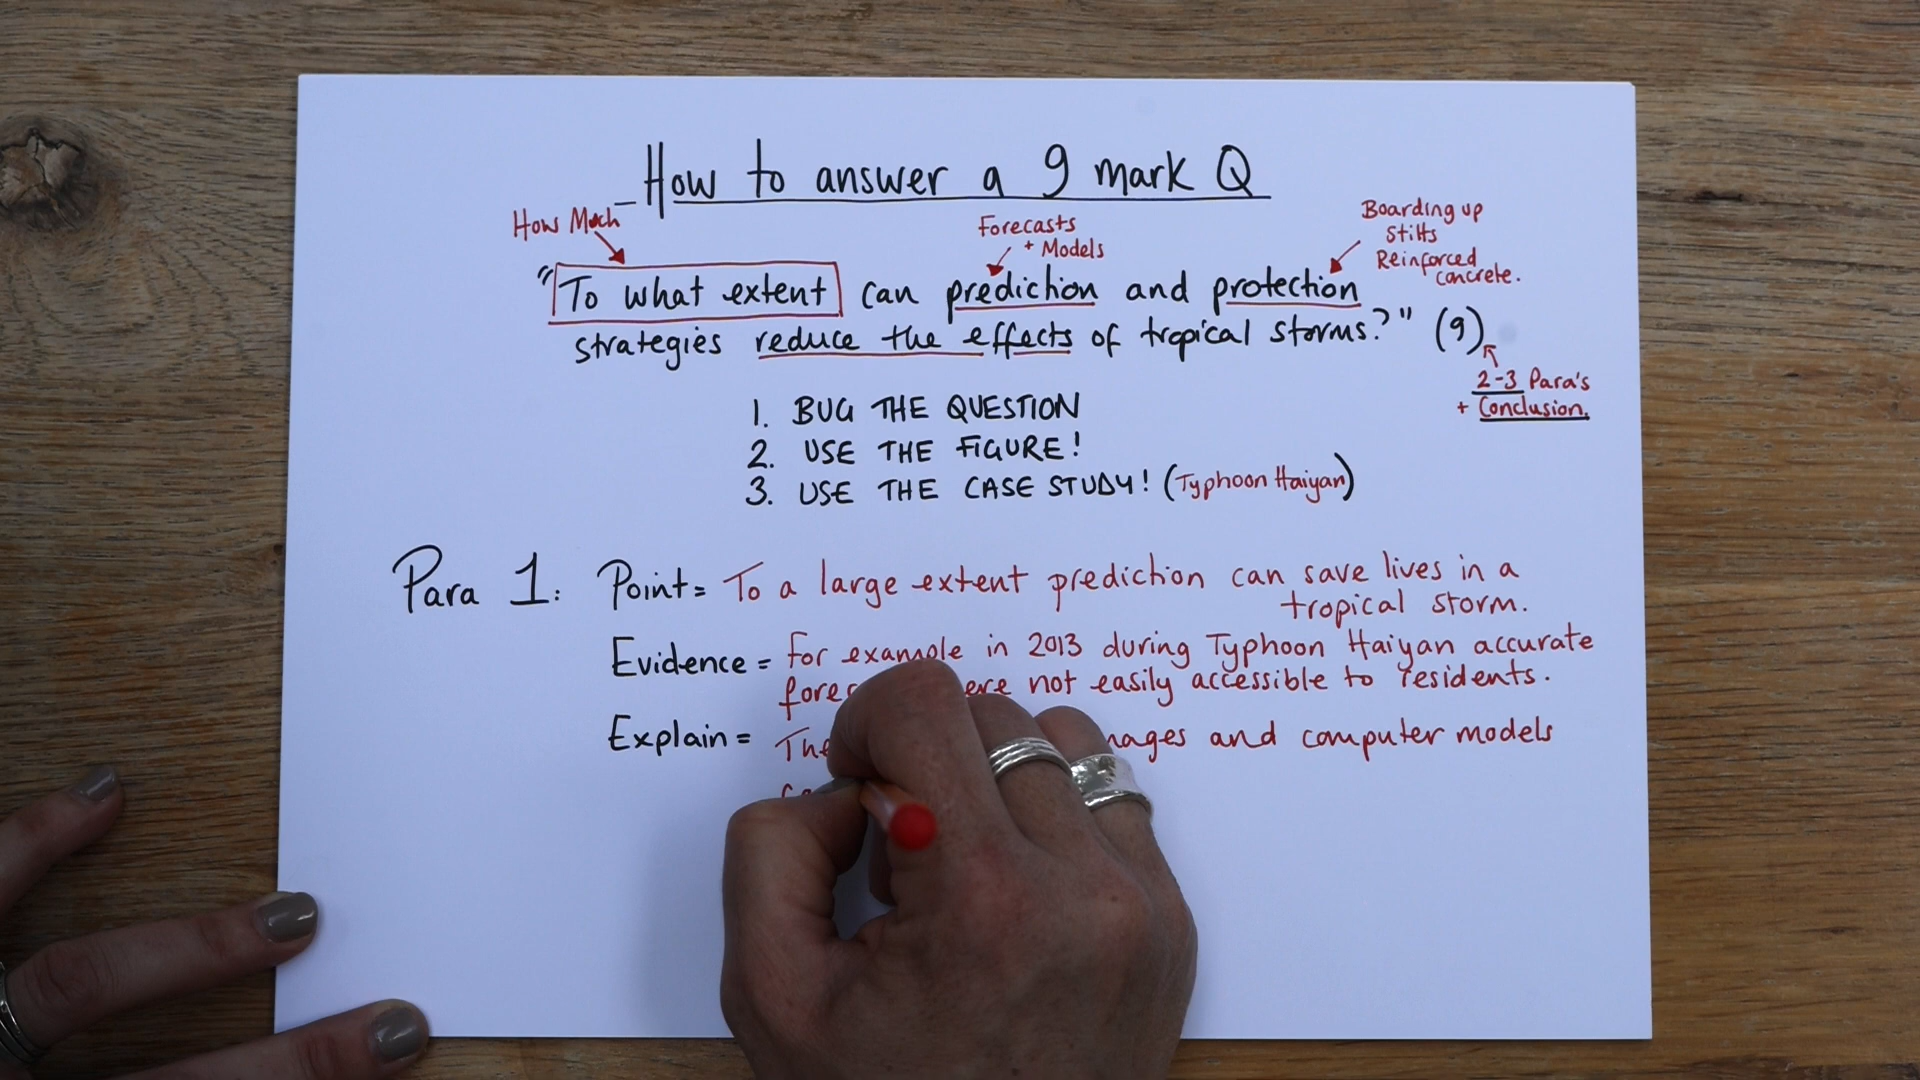 How to answer a 9 mark Q
How Much
Forecasts
+ Models
Boarding up
Stilts
Reinforced
concrete.
"To what extent can prediction and protection
strategies reduce the effects of tropical storms?" (9)
2-3 Para's
+ Conclusion.
1. BUG THE QUESTION
2. USE THE FIGURE!
3. USE THE CASE STUDY! (Typhoon Haiyan)
Para 1: Point = To a large extent prediction can save lives in a
tropical storm.
Evidence = For example in 2013 during Typhoon Haiyan accurate
not easily accessible to residents.
Explain = and computer models